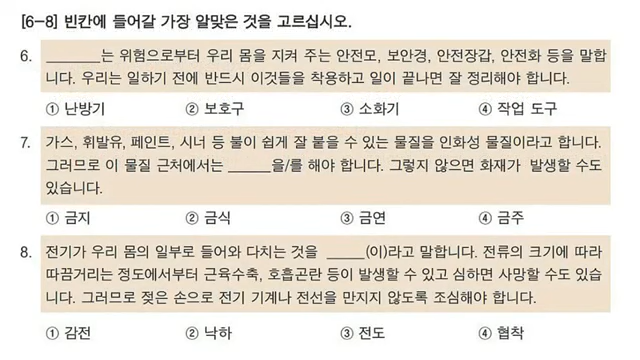 [6-8] 빈칸에 들어갈 가장 알맞은 것을 고르십시오.
6. ________는 위험으로부터 우리 몸을 지켜 주는 안전모, 보안경, 안전장갑, 안전화 등을 말합
니다. 우리는 일하기 전에 반드시 이것들을 착용하고 일이 끝나면 잘 정리해야 합니다.
① 난방기 ② 보호구 ③ 소화기 ④ 작업 도구
7. 가스, 휘발유, 페인트, 시너 등 불이 쉽게 잘 붙을 수 있는 물질을 인화성 물질이라고 합니다.
그러므로 이 물질 근처에서는 ______을/를 해야 합니다. 그렇지 않으면 화재가 발생할 수도
있습니다.
① 금지 ② 금식 ③ 금연 ④ 금주
8. 전기가 우리 몸의 일부로 들어와 다치는 것을 _____(이)라고 말합니다. 전류의 크기에 따라
따끔거리는 정도에서부터 근육수축, 호흡곤란 등이 발생할 수 있고 심하면 사망할 수도 있습
니다. 그러므로 젖은 손으로 전기 기계나 전선을 만지지 않도록 조심해야 합니다.
① 감전 ② 낙하 ③ 전도 ④ 협착